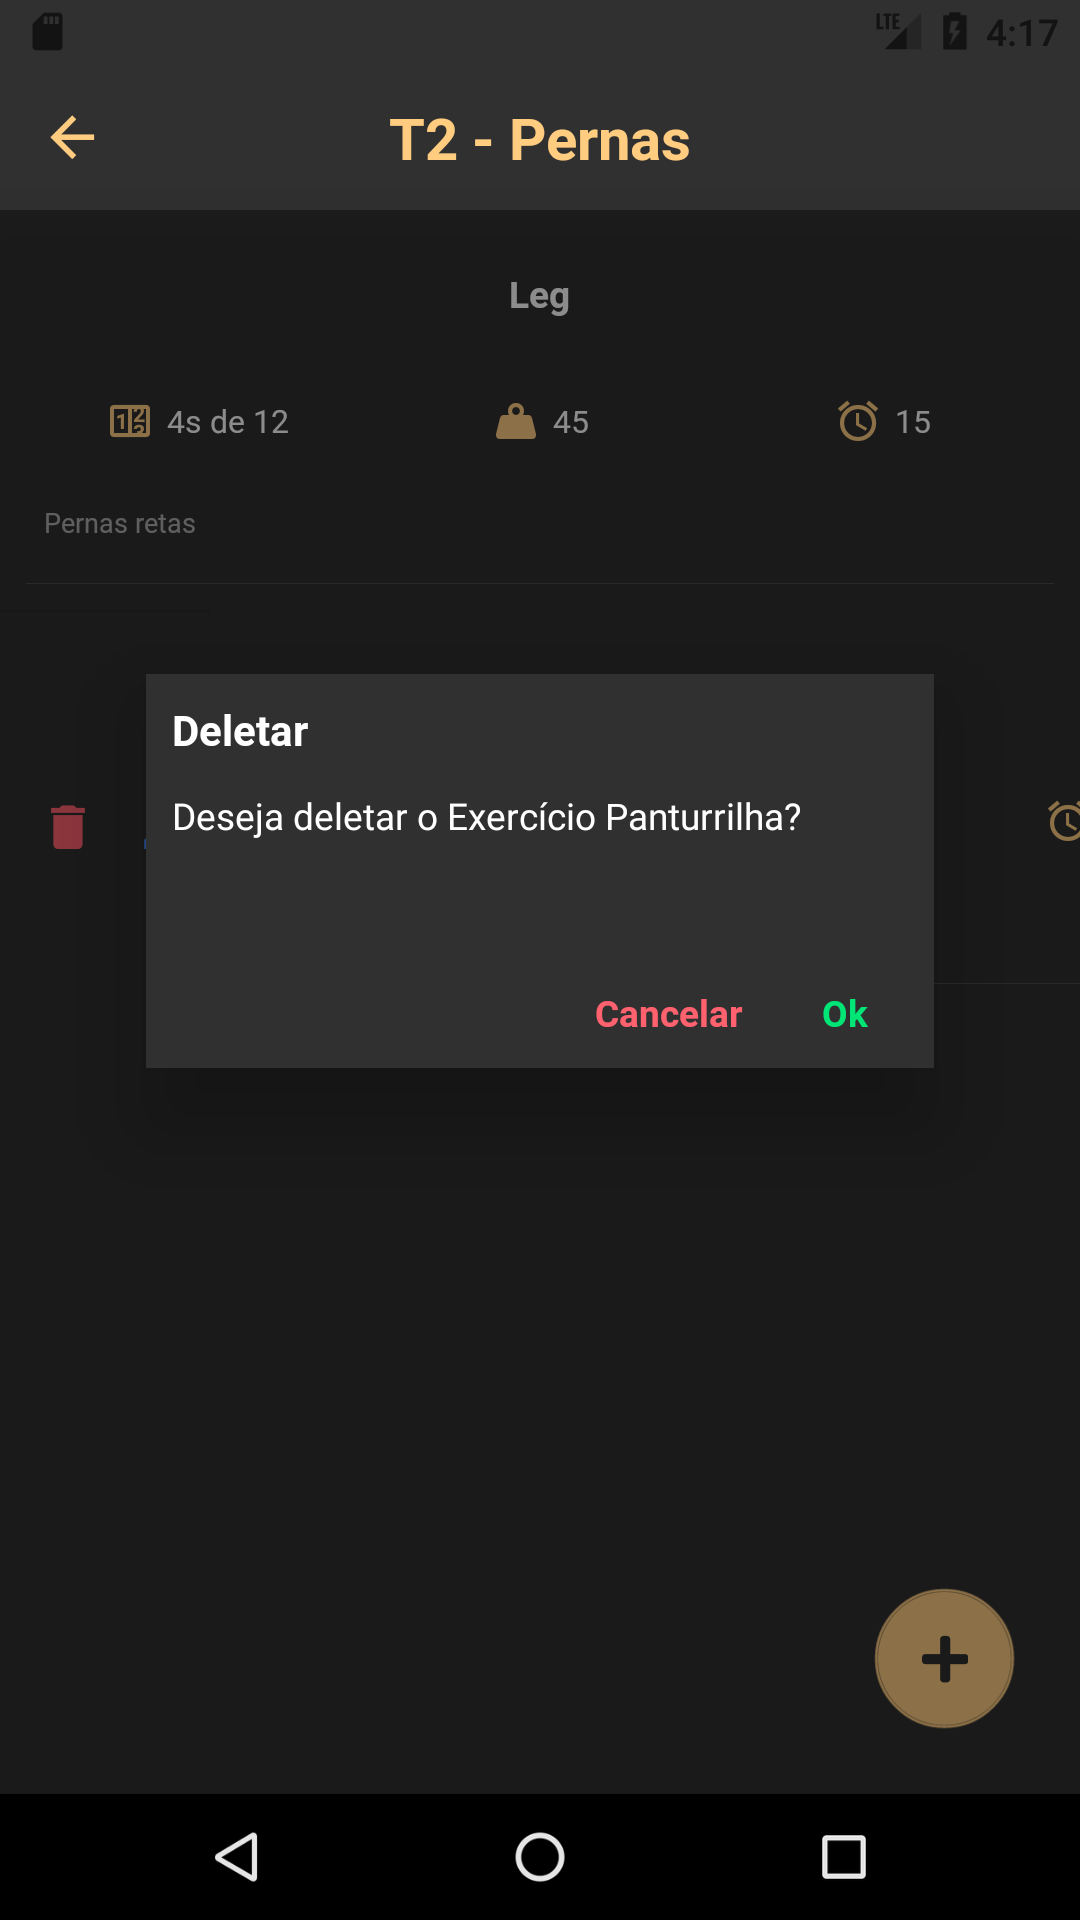 LTE 4:17
T2 - Pernas
Leg
4s de 12 45 15
Pernas retas
Deletar
Deseja deletar o Exercício Panturrilha?
Cancelar Ok